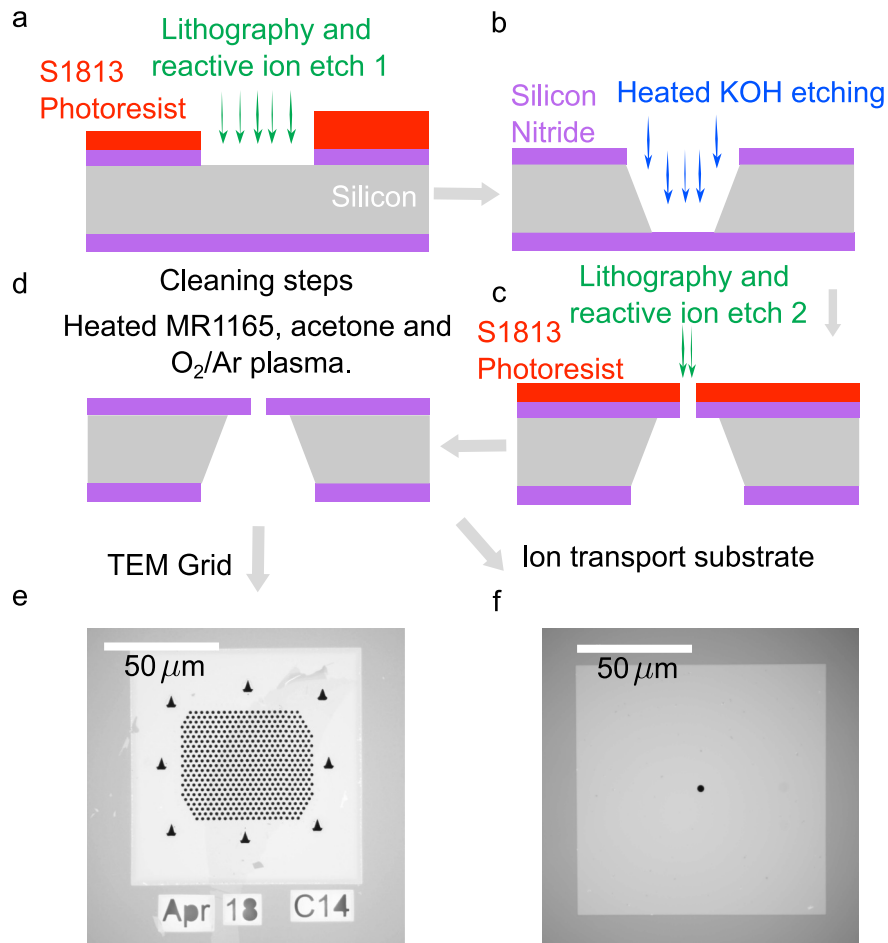 a
Lithography and
reactive ion etch 1
S1813
Photoresist
Silicon
b
Silicon
Nitride
Heated KOH etching
c
Lithography and
reactive ion etch 2
S1813
Photoresist
d
Cleaning steps
Heated MR1165, acetone and
O₂/Ar plasma.
TEM Grid
Ion transport substrate
e
50 μm
Apr 18 C14
f
50 μm